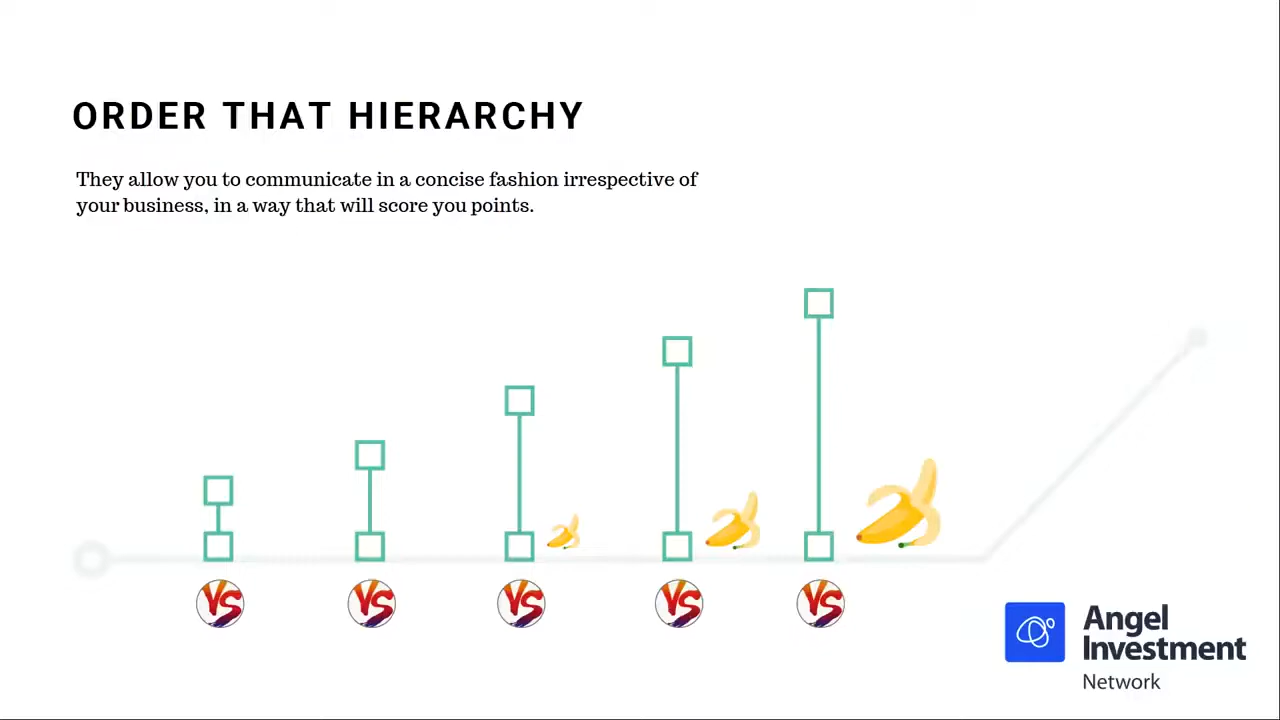 ORDER THAT HIERARCHY
They allow you to communicate in a concise fashion irrespective of
your business, in a way that will score you points.
VS VS VS VS VS
Angel
Investment
Network